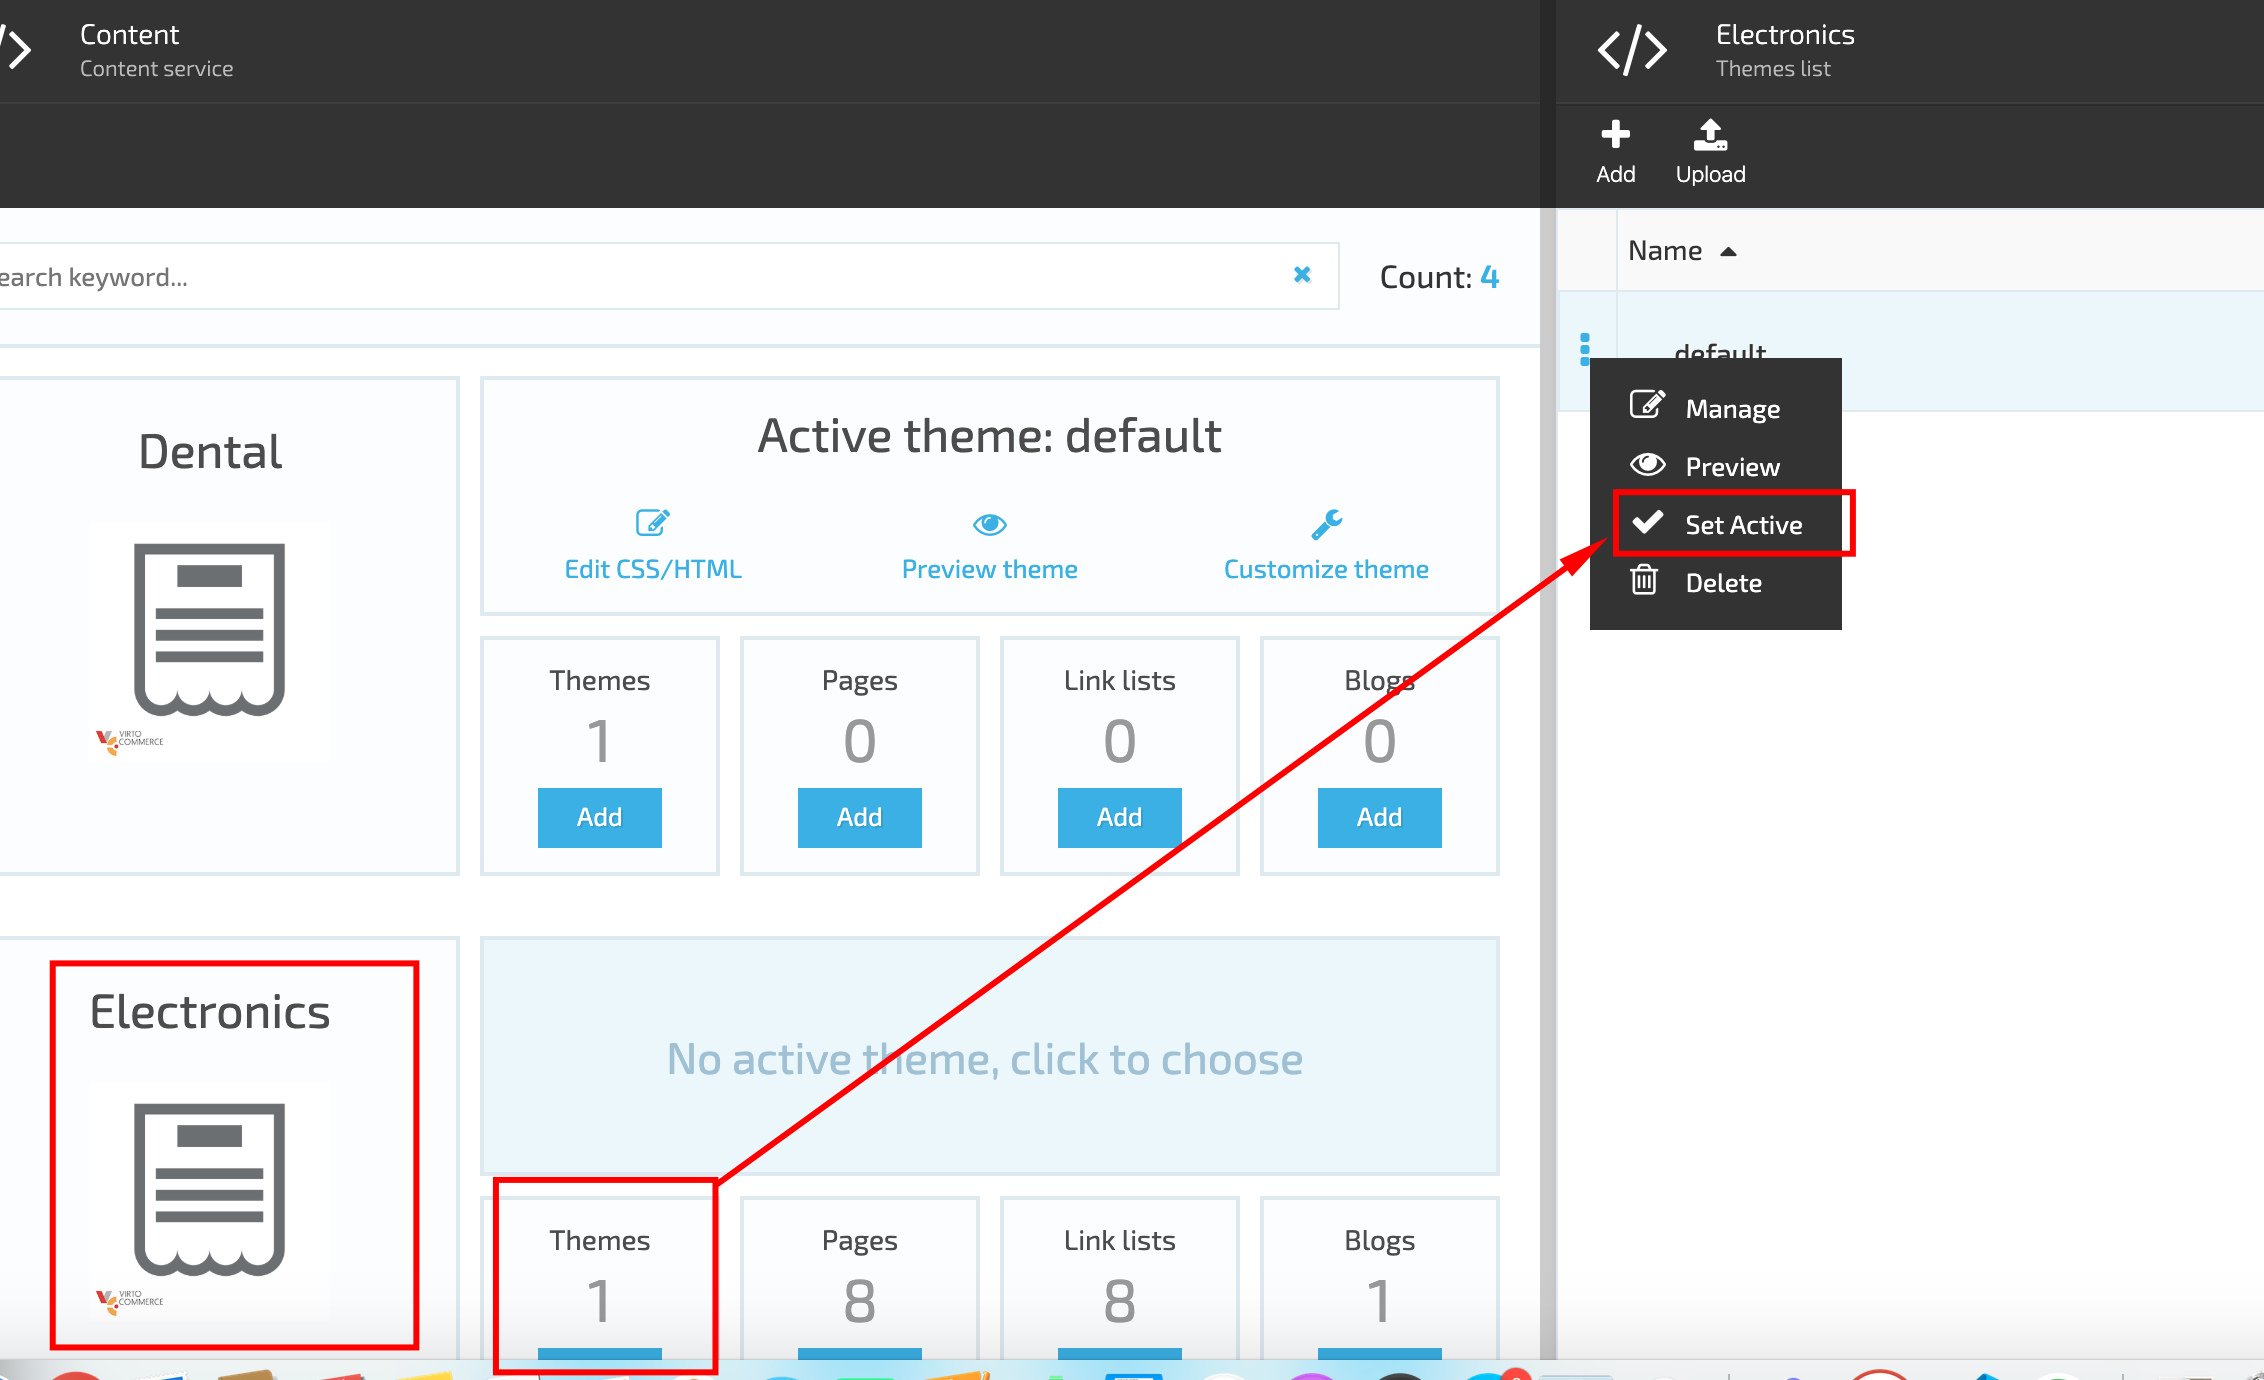 Content
Content service
Electronics
Themes list
Add
Upload
earch keyword...
Count: 4
Name
default
Manage
Preview
Set Active
Delete
Dental
VIRTO
COMMERCE
Active theme: default
Edit CSS/HTML
Preview theme
Customize theme
Themes
1
Add
Pages
0
Add
Link lists
0
Add
Blogs
0
Add
Electronics
VIRTO
COMMERCE
No active theme, click to choose
Themes
1
Pages
8
Link lists
8
Blogs
1